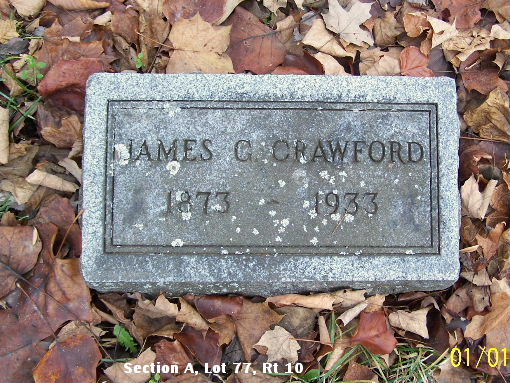 JAMES G. CRAWFORD
1873 - 1933
Section A, Lot 77, Rt 10
01/01